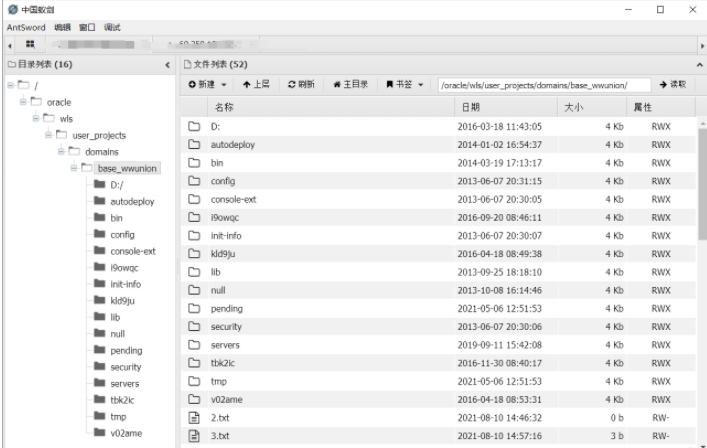 中国蚁剑
AntSword 编辑 窗口 调试
目录列表 (16)
/
oracle
wls
user_projects
domains
base_wwunion
D:/
autodeploy
bin
config
console-ext
i9owqc
init-info
kld9ju
lib
null
pending
security
servers
tbk2ic
tmp
v02ame
文件列表 (52)
新建 上层 刷新 主目录 书签 /oracle/wls/user_projects/domains/base_wwunion/ 读取
名称 日期 大小 属性
D: 2016-03-18 11:43:05 4 Kb RWX
autodeploy 2014-01-02 16:54:37 4 Kb RWX
bin 2014-03-19 17:13:17 4 Kb RWX
config 2013-06-07 20:31:15 4 Kb RWX
console-ext 2013-06-07 20:30:05 4 Kb RWX
i9owqc 2016-09-20 08:46:11 4 Kb RWX
init-info 2013-06-07 20:30:07 4 Kb RWX
kld9ju 2016-04-18 08:49:38 4 Kb RWX
lib 2013-09-25 18:18:10 4 Kb RWX
null 2013-10-08 16:14:46 4 Kb RWX
pending 2021-05-06 12:51:53 4 Kb RWX
security 2013-06-07 20:30:06 4 Kb RWX
servers 2019-09-11 15:42:08 4 Kb RWX
tbk2ic 2016-11-30 08:40:17 4 Kb RWX
tmp 2021-05-06 12:51:53 4 Kb RWX
v02ame 2016-04-18 08:53:31 4 Kb RWX
2.txt 2021-08-10 14:46:32 0 b RW-
3.txt 2021-08-10 14:57:16 3 b RW-